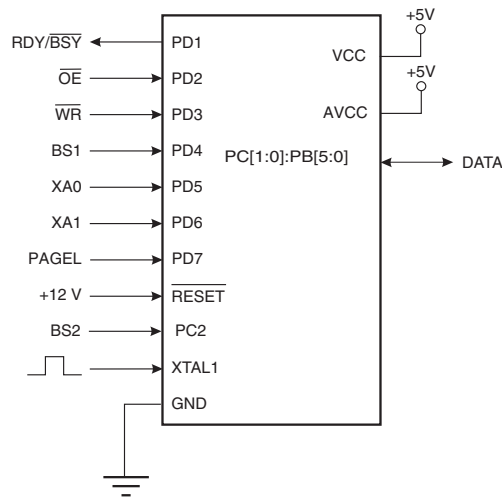 RDY/BSY PD1
OE PD2
WR PD3
BS1 PD4
XA0 PD5
XA1 PD6
PAGEL PD7
+12 V RESET
BS2 PC2
XTAL1
GND
+5V
VCC
+5V
AVCC
PC[1:0]:PB[5:0]
DATA